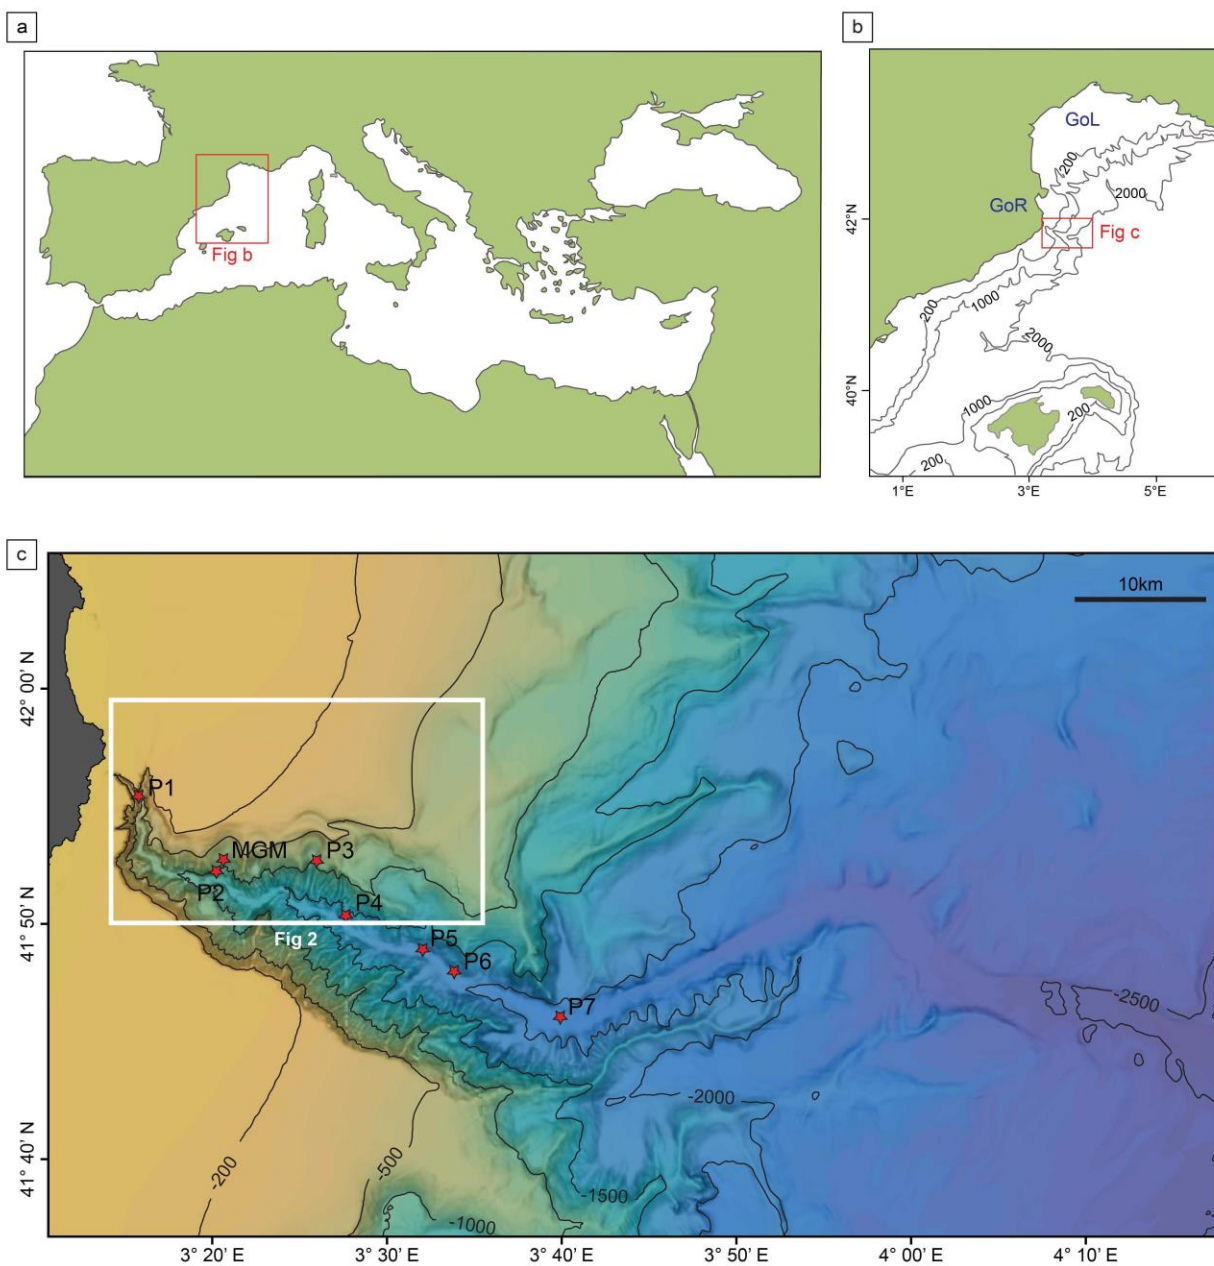 a
b
Fig b
GoL
GoR
Fig c
200
2000
200
1000
2000
1000
200
200
42°N
40°N
1°E
3°E
5°E
c
10km
P1
MGM
P2
P3
P4
P5
P6
P7
Fig 2
-200
-500
-1000
-1500
-2000
-2500
42° 00' N
41° 50' N
41° 40' N
3° 20' E
3° 30' E
3° 40' E
3° 50' E
4° 00' E
4° 10' E